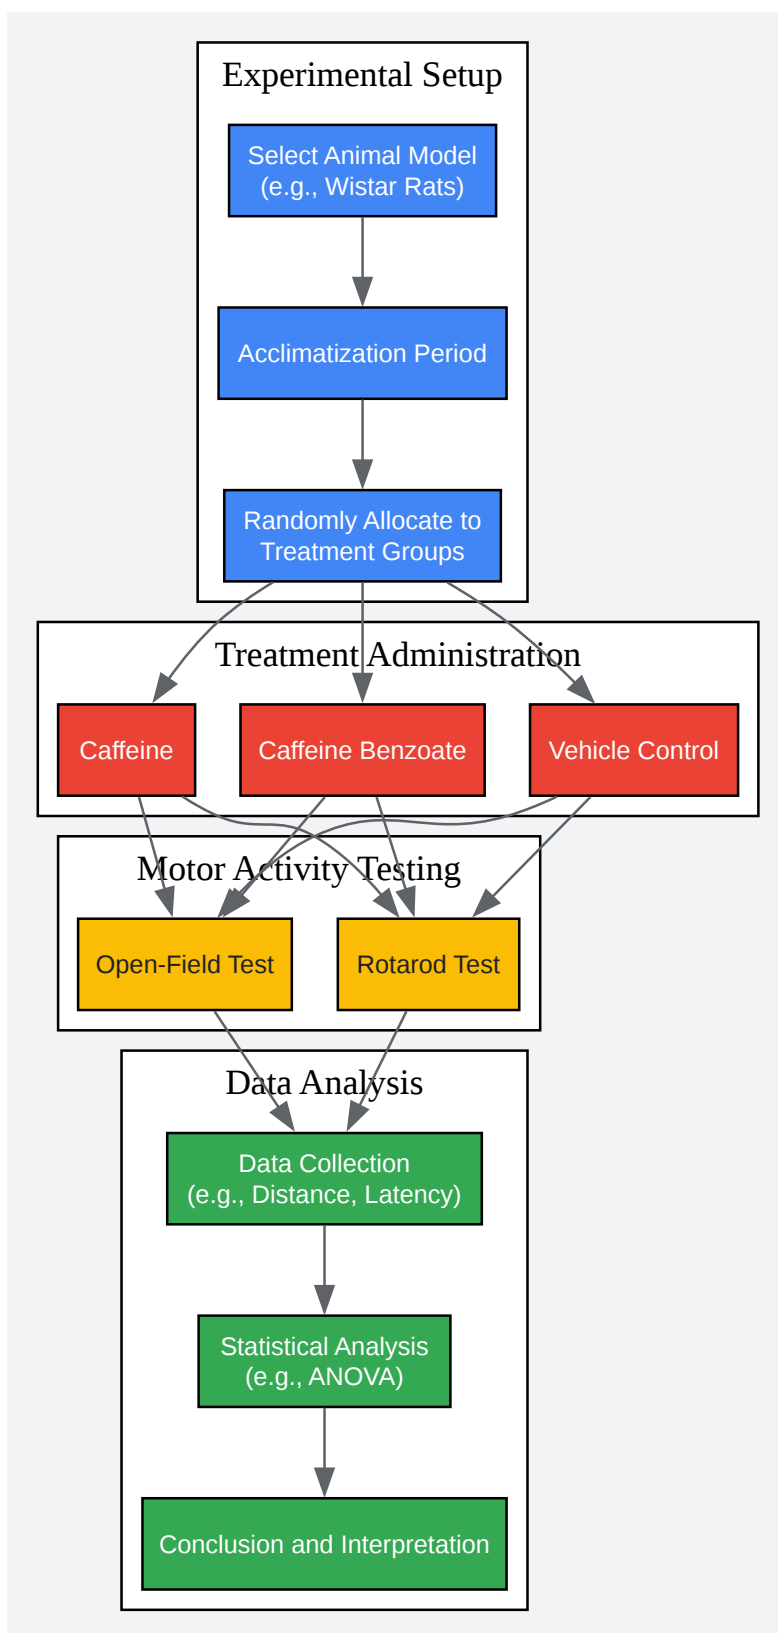 Experimental Setup
Select Animal Model
(e.g., Wistar Rats)
Acclimatization Period
Randomly Allocate to
Treatment Groups
Treatment Administration
Caffeine
Caffeine Benzoate
Vehicle Control
Motor Activity Testing
Open-Field Test
Rotarod Test
Data Analysis
Data Collection
(e.g., Distance, Latency)
Statistical Analysis
(e.g., ANOVA)
Conclusion and Interpretation